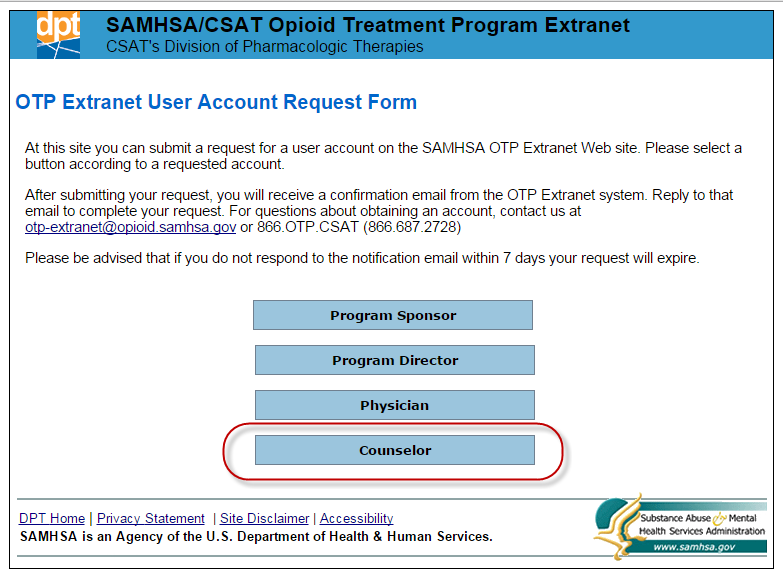 dpt
SAMHSA/CSAT Opioid Treatment Program Extranet
CSAT's Division of Pharmacologic Therapies
OTP Extranet User Account Request Form
At this site you can submit a request for a user account on the SAMHSA OTP Extranet Web site. Please select a
button according to a requested account.
After submitting your request, you will receive a confirmation email from the OTP Extranet system. Reply to that
email to complete your request. For questions about obtaining an account, contact us at
otp-extranet@opioid.samhsa.gov or 866.OTP.CSAT (866.687.2728)
Please be advised that if you do not respond to the notification email within 7 days your request will expire.
Program Sponsor
Program Director
Physician
Counselor
DPT Home | Privacy Statement | Site Disclaimer | Accessibility
SAMHSA is an Agency of the U.S. Department of Health & Human Services.
Substance Abuse and Mental
Health Services Administration
www.samhsa.gov